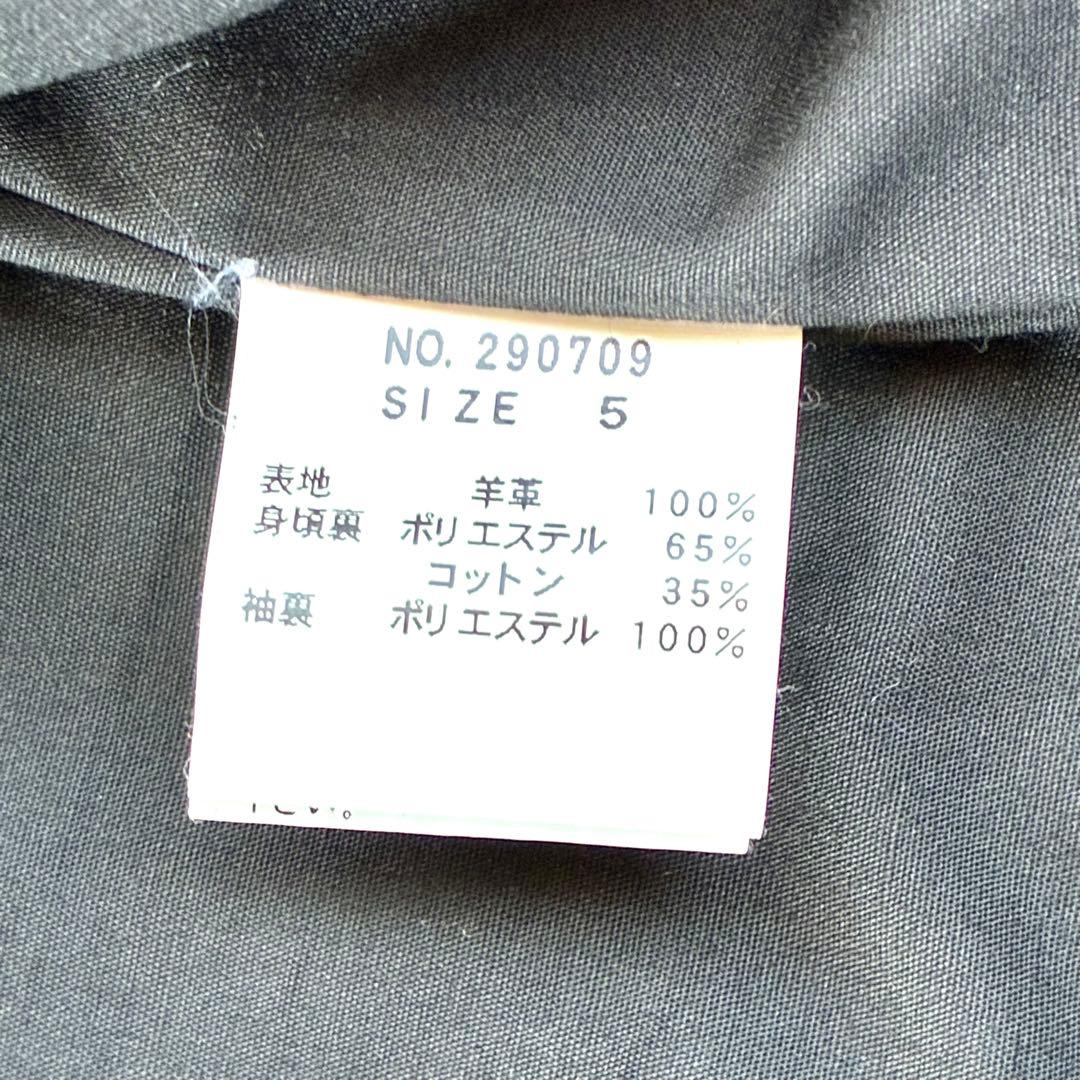 NO. 290709
SIZE 5
表地 羊革 100%
身頃裏 ポリエステル 65%
コットン 35%
袖裏 ポリエステル 100%